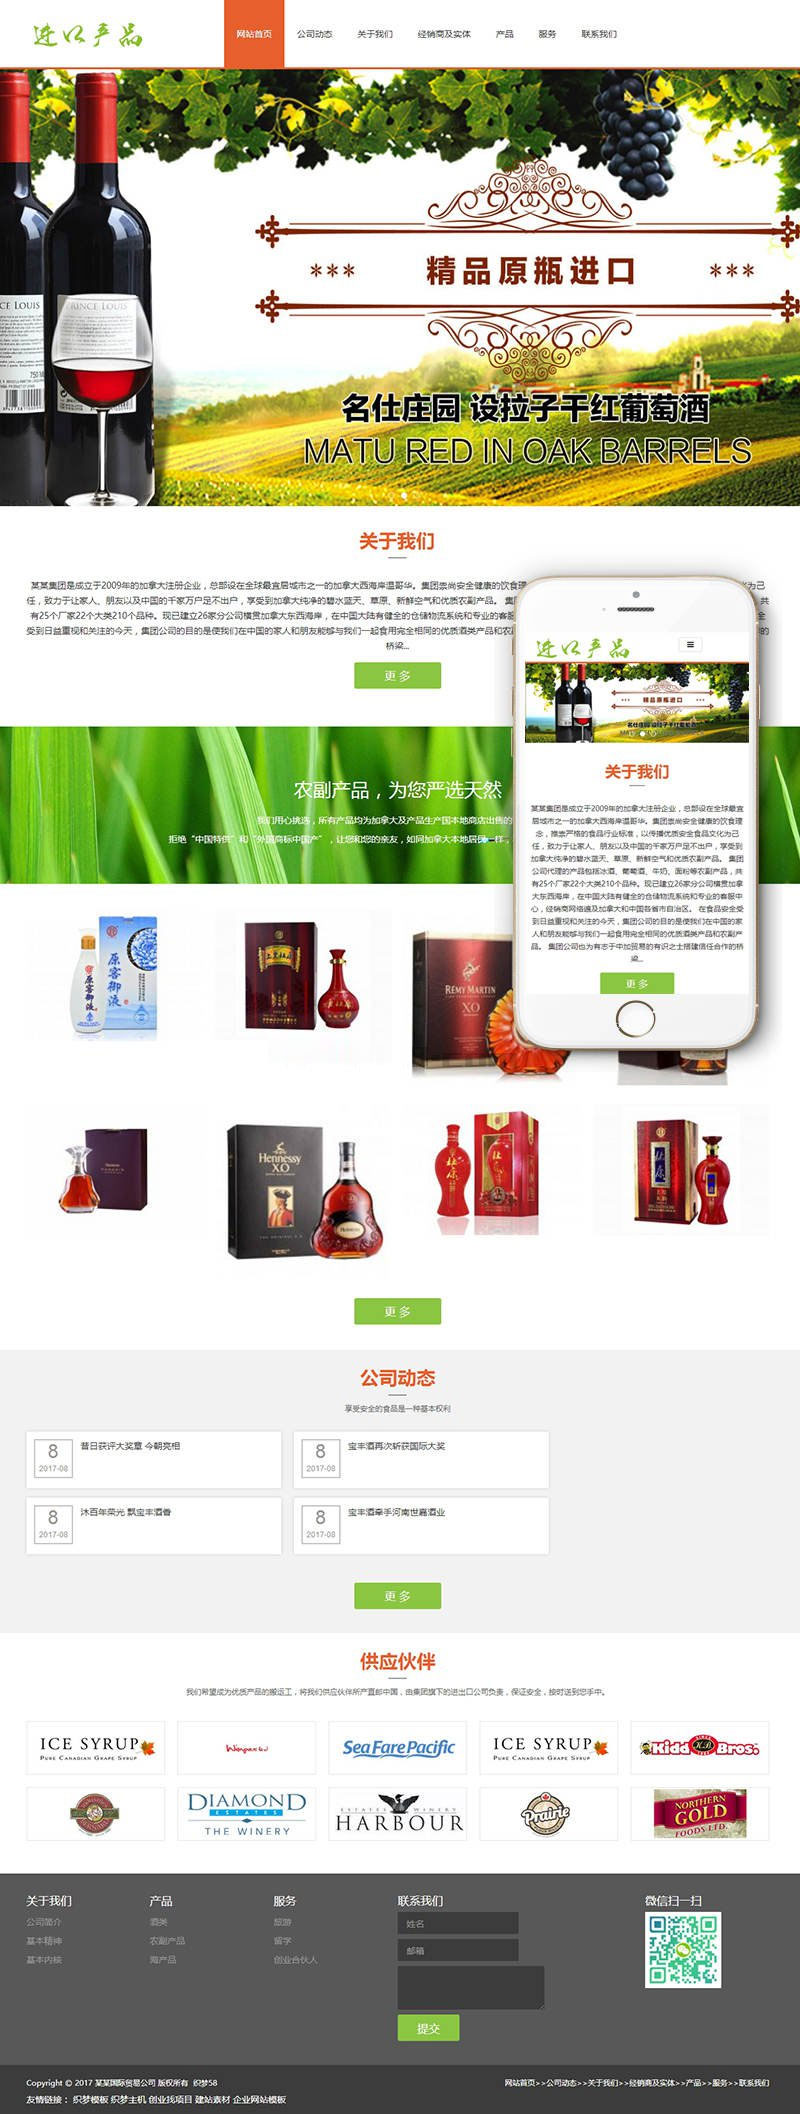 进口产品
网站首页 公司动态 关于我们 经销商及实体 产品 服务 联系我们
*** 精品原瓶进口 ***
RINCE LOUIS
名仕庄园 设拉子干红葡萄酒
MATU RED IN OAK BARRELS
关于我们
某某集团是成立于2009年的加拿大注册企业，总部设在全球最宜居城市之一的加拿大西海岸温哥华。集团崇尚安全健康的饮食理
任，致力于让家人、朋友以及中国的千家万户足不出户，享受到加拿大纯净的碧水蓝天、草原、新鲜空气和优质农副产品。 集
有25个厂家22个大类210个品种。现已建立26家分公司横贯加拿大东西海岸，在中国大陆有健全的仓储物流系统和专业的客服
受到日益重视和关注的今天，集团公司的目的是使我们在中国的家人和朋友能够与我们一起食用完全相同的优质酒类产品和农
桥梁...
更多
进口产品
精品原瓶进口
名仕庄园 设拉子干红葡萄酒
关于我们
某某集团是成立于2009年的加拿大注册企业，总部设在全球最宜
居城市之一的加拿大西海岸温哥华。集团崇尚安全健康的饮食理
念，推崇严格的食品行业标准，以传播优质安全食品文化为己
任，致力于让家人、朋友以及中国的千家万户足不出户，享受到
加拿大纯净的碧水蓝天、草原、新鲜空气和优质农副产品。 集团
公司代理的产品包括冰酒、葡萄酒、牛奶、面粉等农副产品，共
有25个厂家22个大类210个品种。现已建立26家分公司横贯加拿
大东西海岸，在中国大陆有健全的仓储物流系统和专业的客服中
心，经销商网络遍及加拿大和中国各省市自治区。 在食品安全受
到日益重视和关注的今天，集团公司的目的是使我们在中国的家
人和朋友能够与我们一起食用完全相同的优质酒类产品和农副产
品。 集团公司也为有志于中加贸易的有识之士搭建信任合作的桥
梁...
更多
农副产品，为您严选天然
我们用心挑选，所有产品均为加拿大及产品生产国本地商店出售的
拒绝“中国特供”和“外国商标中国产”，让您和您的亲友，如同加拿大本地居民一样，
原窖御液
RÉMY MARTIN
XO
Hennessy
X.O
更多
公司动态
享受安全的食品是一种基本权利
8 昔日获评大奖章 今朝亮相
2017-08
8 宝丰酒再次斩获国际大奖
2017-08
8 沐百年荣光 飘宝丰酒香
2017-08
8 宝丰酒牵手河南世嘉酒业
2017-08
更多
供应伙伴
我们希望成为优质产品的搬运工，将我们供应伙伴所产直邮中国，由集团旗下的进出口公司负责，保证安全，按时送到您手中。
ICE SYRUP
PURE CANADIAN GRAPE SYRUP
SeaFare Pacific
ICE SYRUP
PURE CANADIAN GRAPE SYRUP
Kidd Bros.
DIAMOND
ESTATES
THE WINERY
ESTATES WINERY
HARBOUR
Prairie
NORTHERN
GOLD
FOODS LTD.
关于我们 产品 服务 联系我们 微信扫一扫
公司简介 酒类 旅游 姓名
基本精神 农副产品 留学 邮箱
基本内核 海产品 创业合伙人
提交
Copyright © 2017 某某国际贸易公司 版权所有 织梦58
网站首页>>公司动态>>关于我们>>经销商及实体>>产品>>服务>>联系我们
友情链接： 织梦模板 织梦主机 创业找项目 建站素材 企业网站模板